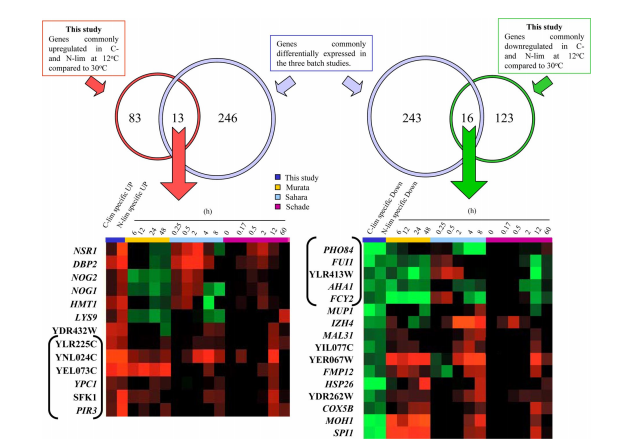 This study
Genes commonly
upregulated in C-
and N-lim at 12ºC
compared to 30ºC
Genes commonly
differentially expressed in
the three batch studies.
This study
Genes commonly
downregulated in C-
and N-lim at 12ºC
compared to 30ºC
83
13
246
243
16
123
This study
Murata
Sahara
Schade
C-lim specific UP
N-lim specific UP
(h)
6 12 24 48 0.25 0.5 2 4 8 0 0.17 0.5 2 12 60
NSR1
DBP2
NOG2
NOG1
HMT1
LYS9
YDR432W
YLR225C
YNL024C
YEL073C
YPC1
SFK1
PIR3
C-lim specific Down
N-lim specific Down
(h)
6 12 24 48 0.25 0.5 2 4 8 0 0.17 0.5 2 12 60
PHO84
FUI1
YLR413W
AHA1
FCY2
MUP1
IZH4
MAL31
YIL077C
YER067W
FMP12
HSP26
YDR262W
COX5B
MOH1
SPI1